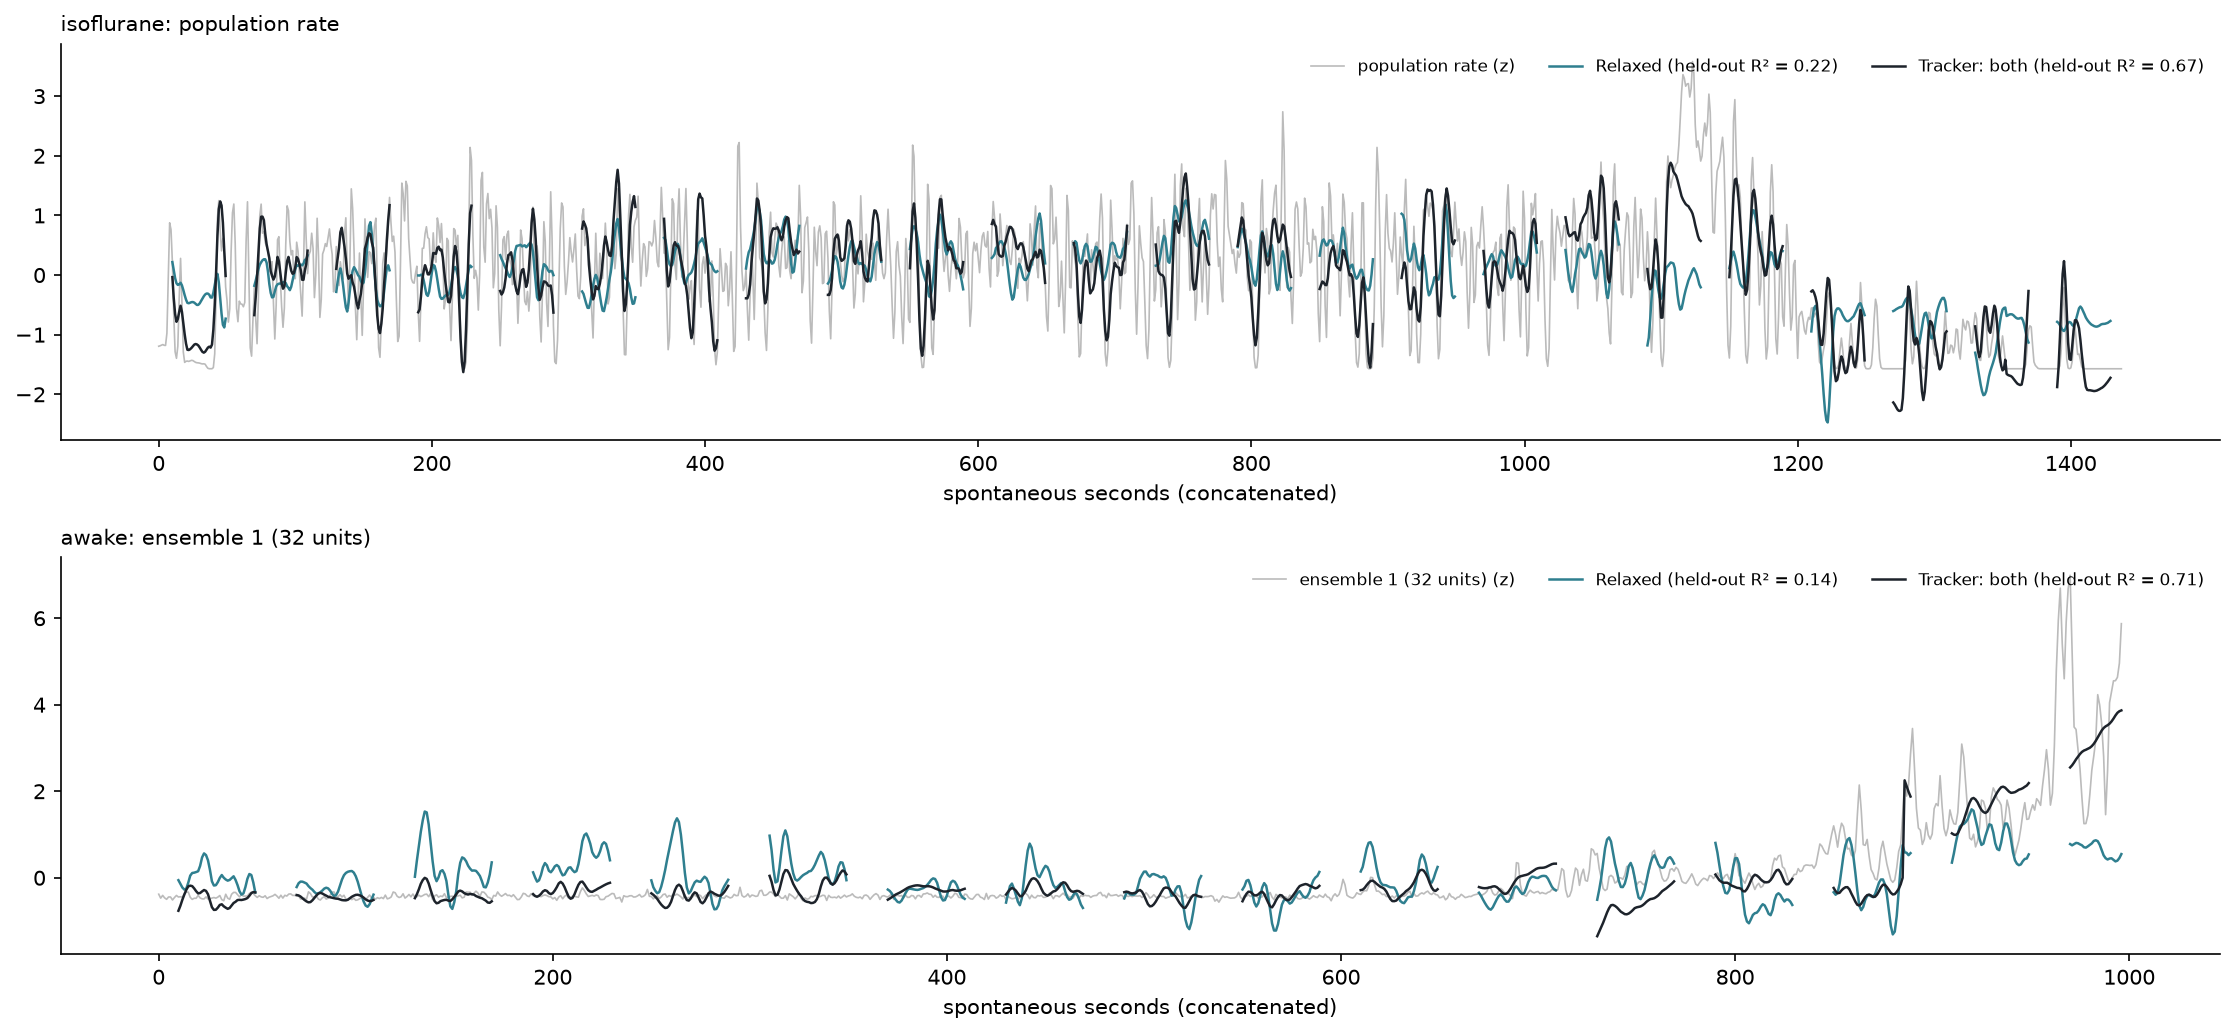 isoflurane: population rate
population rate (z) Relaxed (held-out R² = 0.22) Tracker: both (held-out R² = 0.67)
3
2
1
0
−1
−2
0 200 400 600 800 1000 1200 1400
spontaneous seconds (concatenated)
awake: ensemble 1 (32 units)
ensemble 1 (32 units) (z) Relaxed (held-out R² = 0.14) Tracker: both (held-out R² = 0.71)
6
4
2
0
0 200 400 600 800 1000
spontaneous seconds (concatenated)